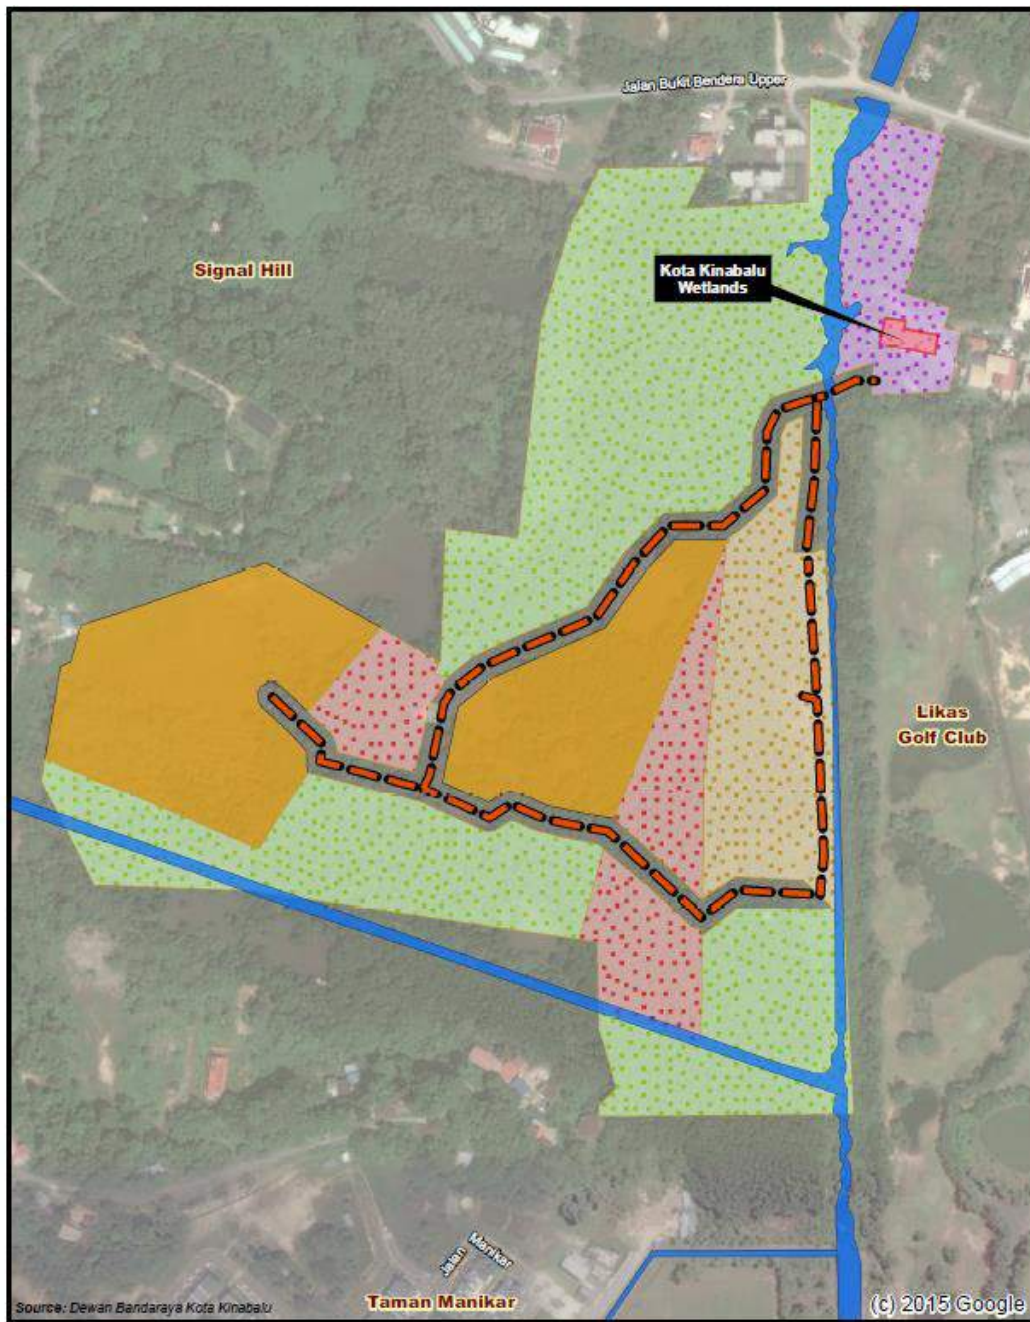 Jalan Bukit Bendera Upper
Signal Hill
Kota Kinabalu
Wetlands
Likas
Golf Club
Jalan Manikar
Taman Manikar
Source: Dewan Bandaraya Kota Kinabalu
(c) 2015 Google